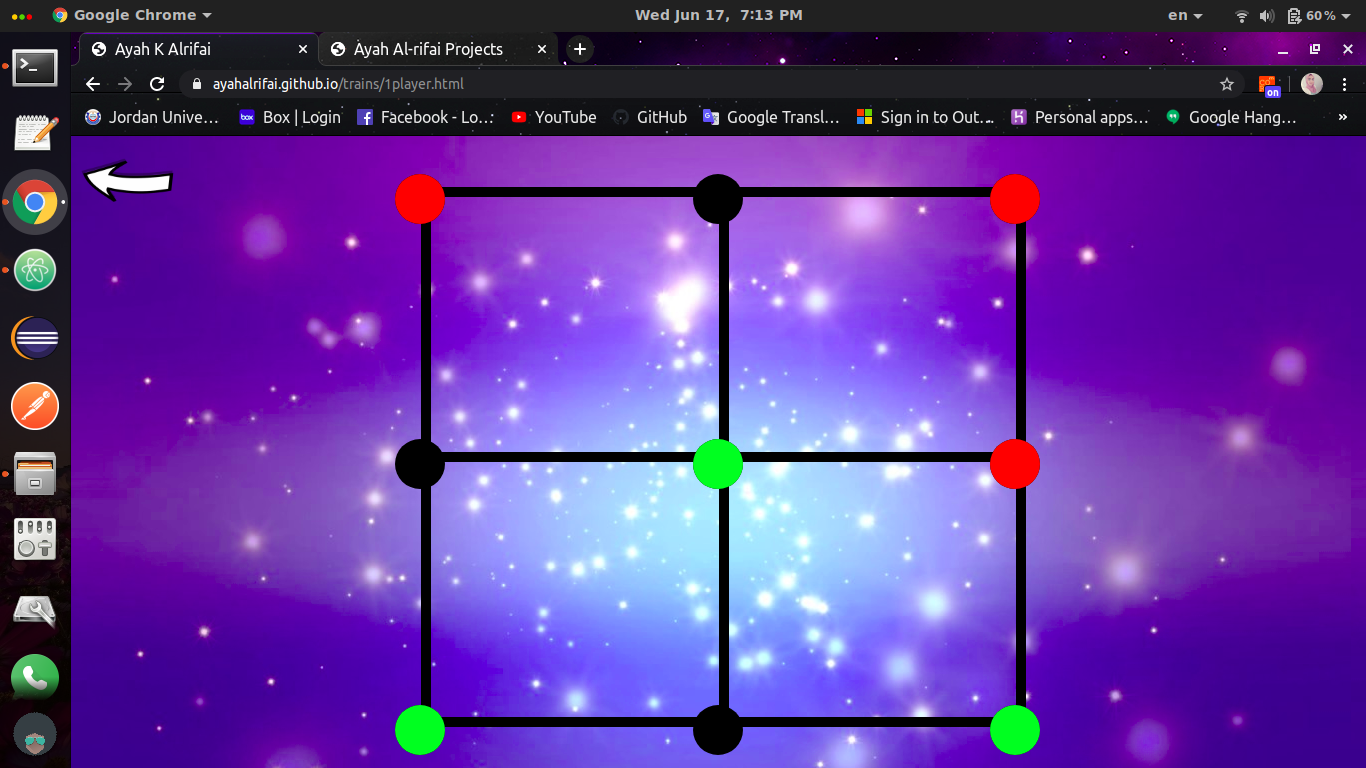 Google Chrome
Wed Jun 17, 7:13 PM
en
60%
Ayah K Alrifai
Ayah Al-rifai Projects
ayahalrifai.github.io/trains/1player.html
on
Jordan Unive…
box
Box | Login
Facebook - Lo…
YouTube
GitHub
Google Transl…
Sign in to Out…
Personal apps…
Google Hang…